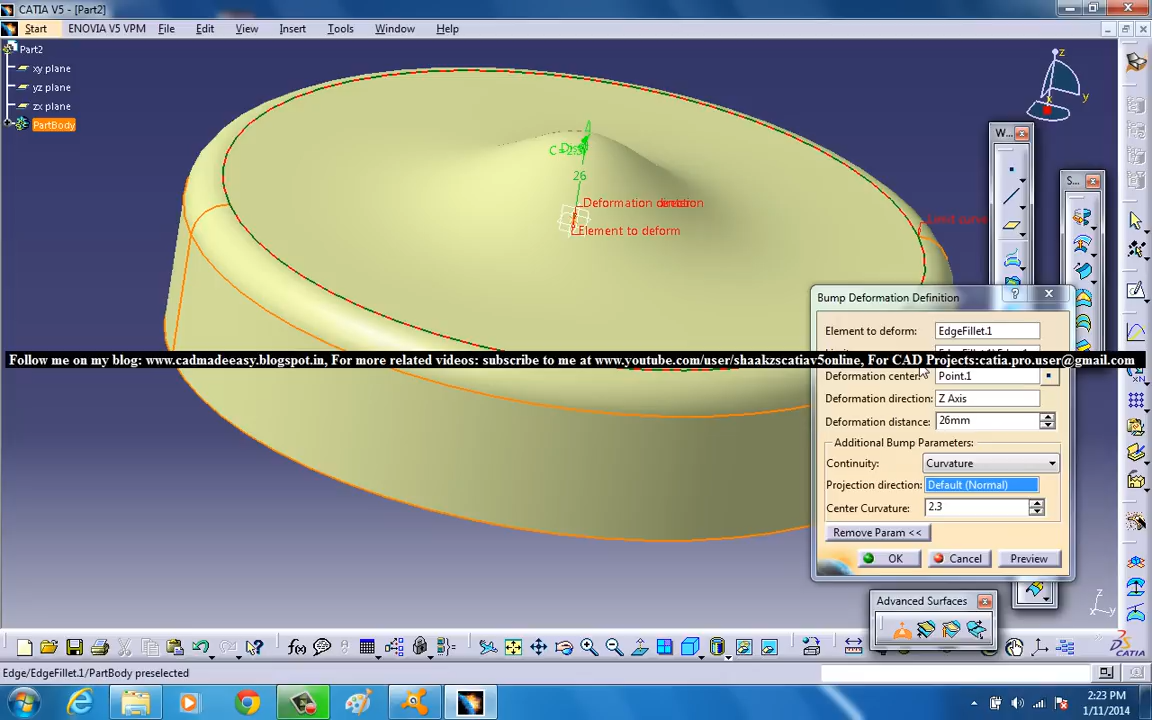 CATIA V5 - [Part2]
Start ENOVIA V5 VPM File Edit View Insert Tools Window Help
Part2
xy plane
yz plane
zx plane
PartBody
z
y
x
W...
S...
26
Deformation direction
Element to deform
Limit curve
Bump Deformation Definition
Element to deform: EdgeFillet.1
Follow me on my blog: www.cadmadeeasy.blogspot.in, For more related videos: subscribe to me at www.youtube.com/user/shaakzscatiav5online, For CAD Projects:catia.pro.user@gmail.com
Deformation center: Point.1
Deformation direction: Z Axis
Deformation distance: 26mm
Additional Bump Parameters:
Continuity: Curvature
Projection direction: Default (Normal)
Center Curvature: 2.3
Remove Param <<
OK Cancel Preview
Advanced Surfaces
z
x
f(x)
CATIA
Edge/EdgeFillet.1/PartBody preselected
2:23 PM
1/11/2014